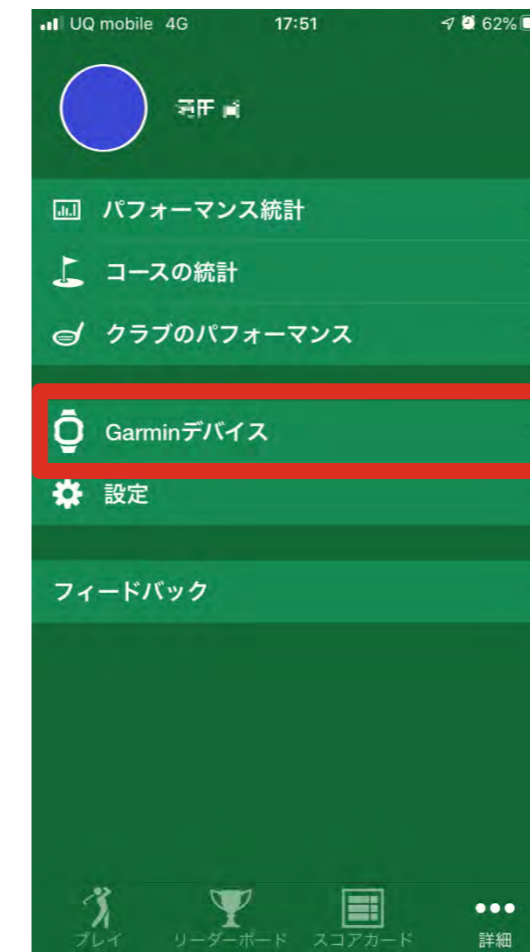 UQ mobile 4G 17:51 62%
パフォーマンス統計
コースの統計
クラブのパフォーマンス
Garminデバイス
設定
フィードバック
プレイ リーダーボード スコアカード 詳細